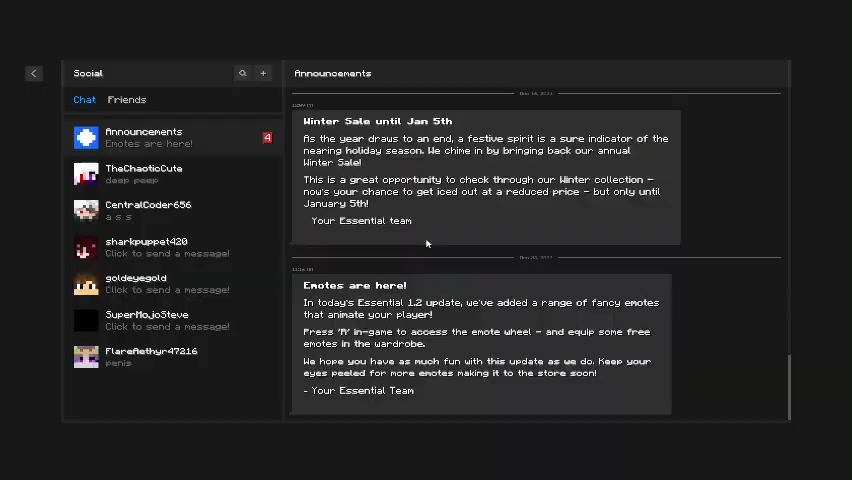 Social
Announcements
Chat Friends
Announcements
Emotes are here!
4
TheChaoticCute
deep peep
CentralCoder656
a s s
sharkpuppet420
Click to send a message!
goldeyegold
Click to send a message!
SuperMojoSteve
Click to send a message!
FlareAethyr47216
penis
Winter Sale until Jan 5th
As the year draws to an end, a festive spirit is a sure indicator of the
nearing holiday season. We chime in by bringing back our annual
Winter Sale!
This is a great opportunity to check through our Winter collection -
now's your chance to get iced out at a reduced price - but only until
January 5th!
Your Essential team
Emotes are here!
In today's Essential 1.2 update, we've added a range of fancy emotes
that animate your player!
Press 'R' in-game to access the emote wheel - and equip some free
emotes in the wardrobe.
We hope you have as much fun with this update as we do. Keep your
eyes peeled for more emotes making it to the store soon!
- Your Essential Team